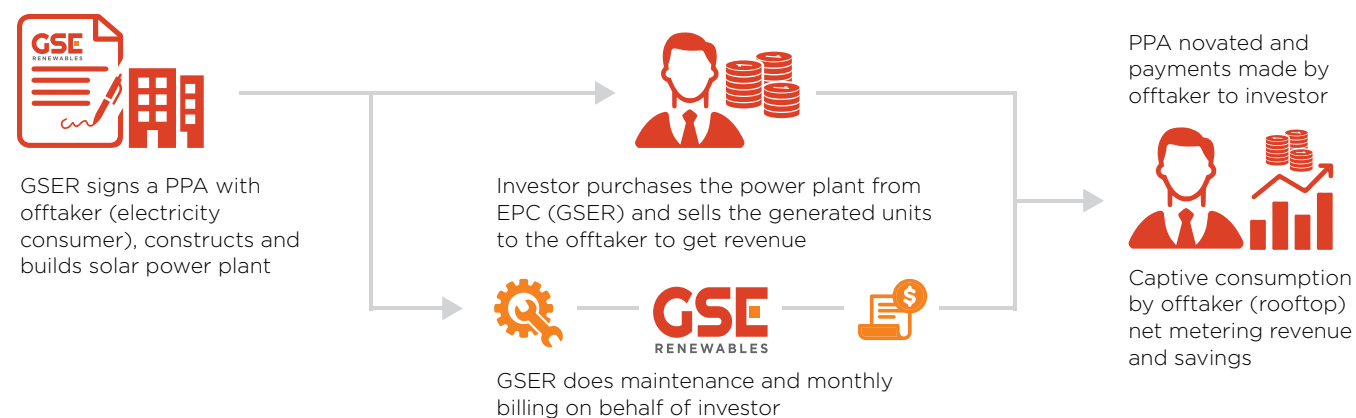 GSE
RENEWABLES
GSER signs a PPA with
offtaker (electricity
consumer), constructs and
builds solar power plant
Investor purchases the power plant from
EPC (GSER) and sells the generated units
to the offtaker to get revenue
$
GSE
RENEWABLES
GSER does maintenance and monthly
billing on behalf of investor
PPA novated and
payments made by
offtaker to investor
Captive consumption
by offtaker (rooftop)
net metering revenue
and savings